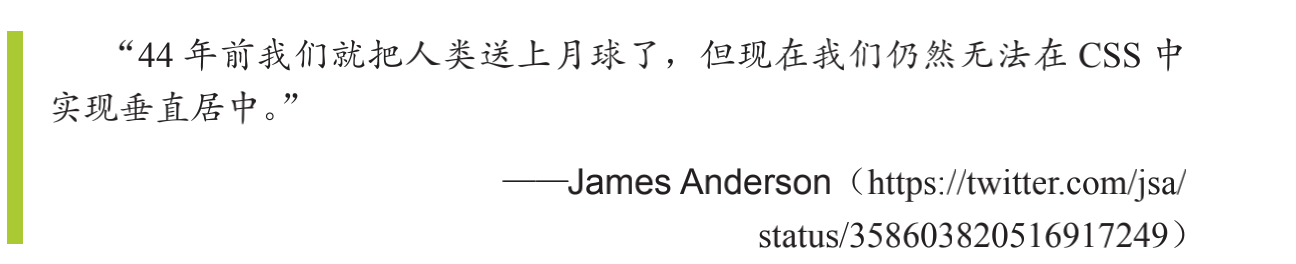 “44 年前我们就把人类送上月球了，但现在我们仍然无法在 CSS 中
实现垂直居中。”
——James Anderson（https://twitter.com/jsa/
status/358603820516917249）